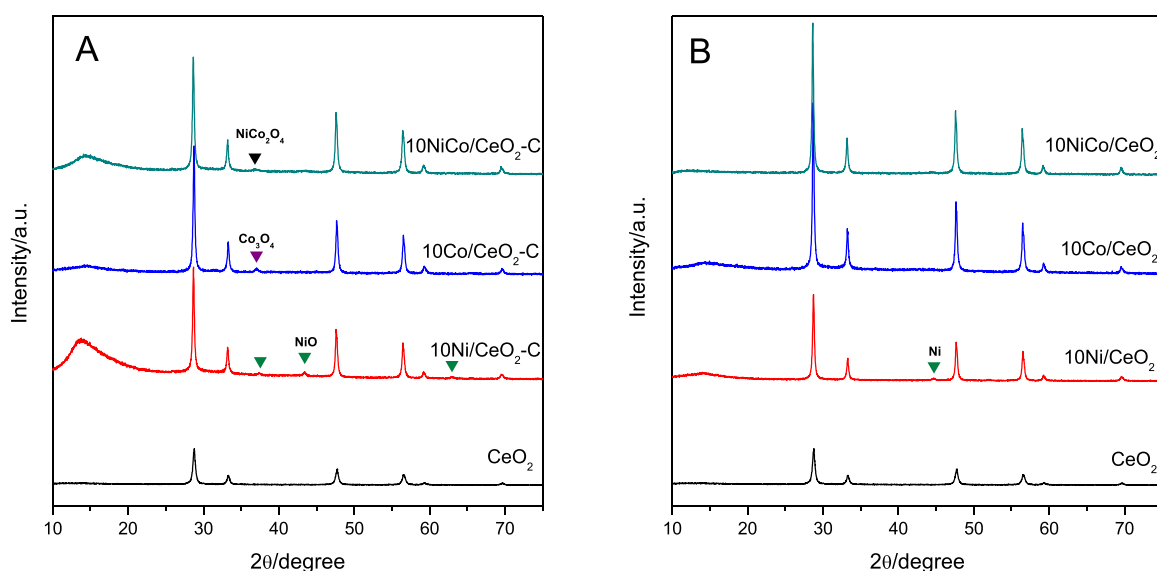 A
NiCo₂O₄
10NiCo/CeO₂-C
Co₃O₄
10Co/CeO₂-C
NiO
10Ni/CeO₂-C
CeO₂
Intensity/a.u.
10 20 30 40 50 60 70
2θ/degree
B
10NiCo/CeO₂
10Co/CeO₂
Ni
10Ni/CeO₂
CeO₂
Intensity/a.u.
10 20 30 40 50 60 70
2θ/degree